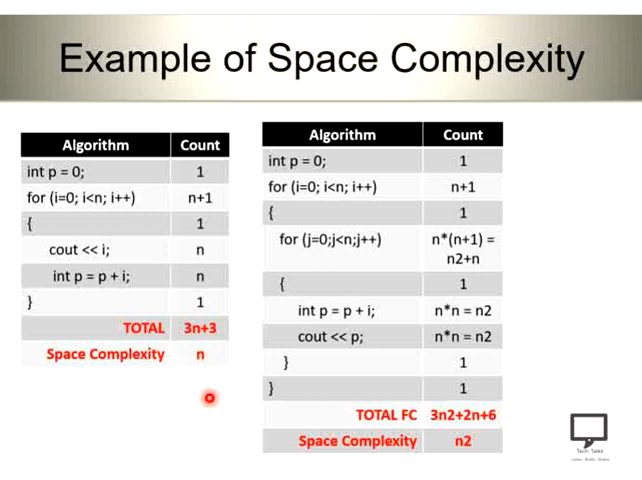 Example of Space Complexity
Algorithm Count
int p = 0; 1
for (i=0; i<n; i++) n+1
{ 1
cout << i; n
int p = p + i; n
} 1
TOTAL 3n+3
Space Complexity n
Algorithm Count
int p = 0; 1
for (i=0; i<n; i++) n+1
{ 1
for (j=0;j<n;j++) n*(n+1) =
n2+n
{ 1
int p = p + i; n*n = n2
cout << p; n*n = n2
} 1
} 1
TOTAL FC 3n2+2n+6
Space Complexity n2
Tech Talks